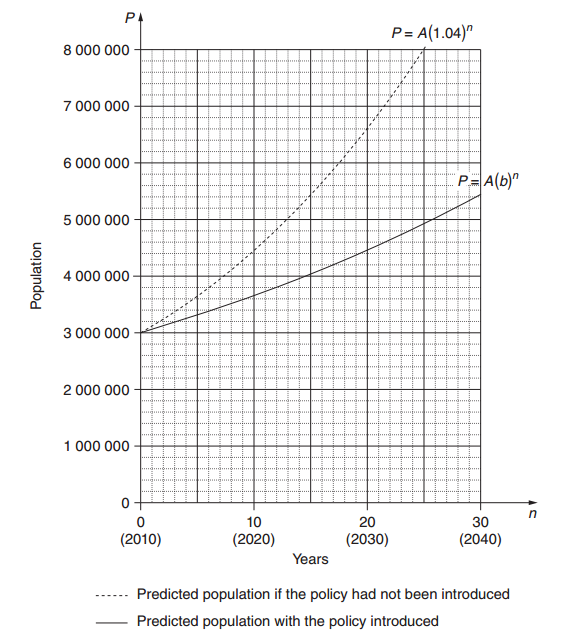 P
P = A(1.04)ⁿ
8 000 000
7 000 000
6 000 000
P = A(b)ⁿ
5 000 000
4 000 000
3 000 000
2 000 000
1 000 000
0
Population
n
0 10 20 30
(2010) (2020) (2030) (2040)
Years
Predicted population if the policy had not been introduced
Predicted population with the policy introduced